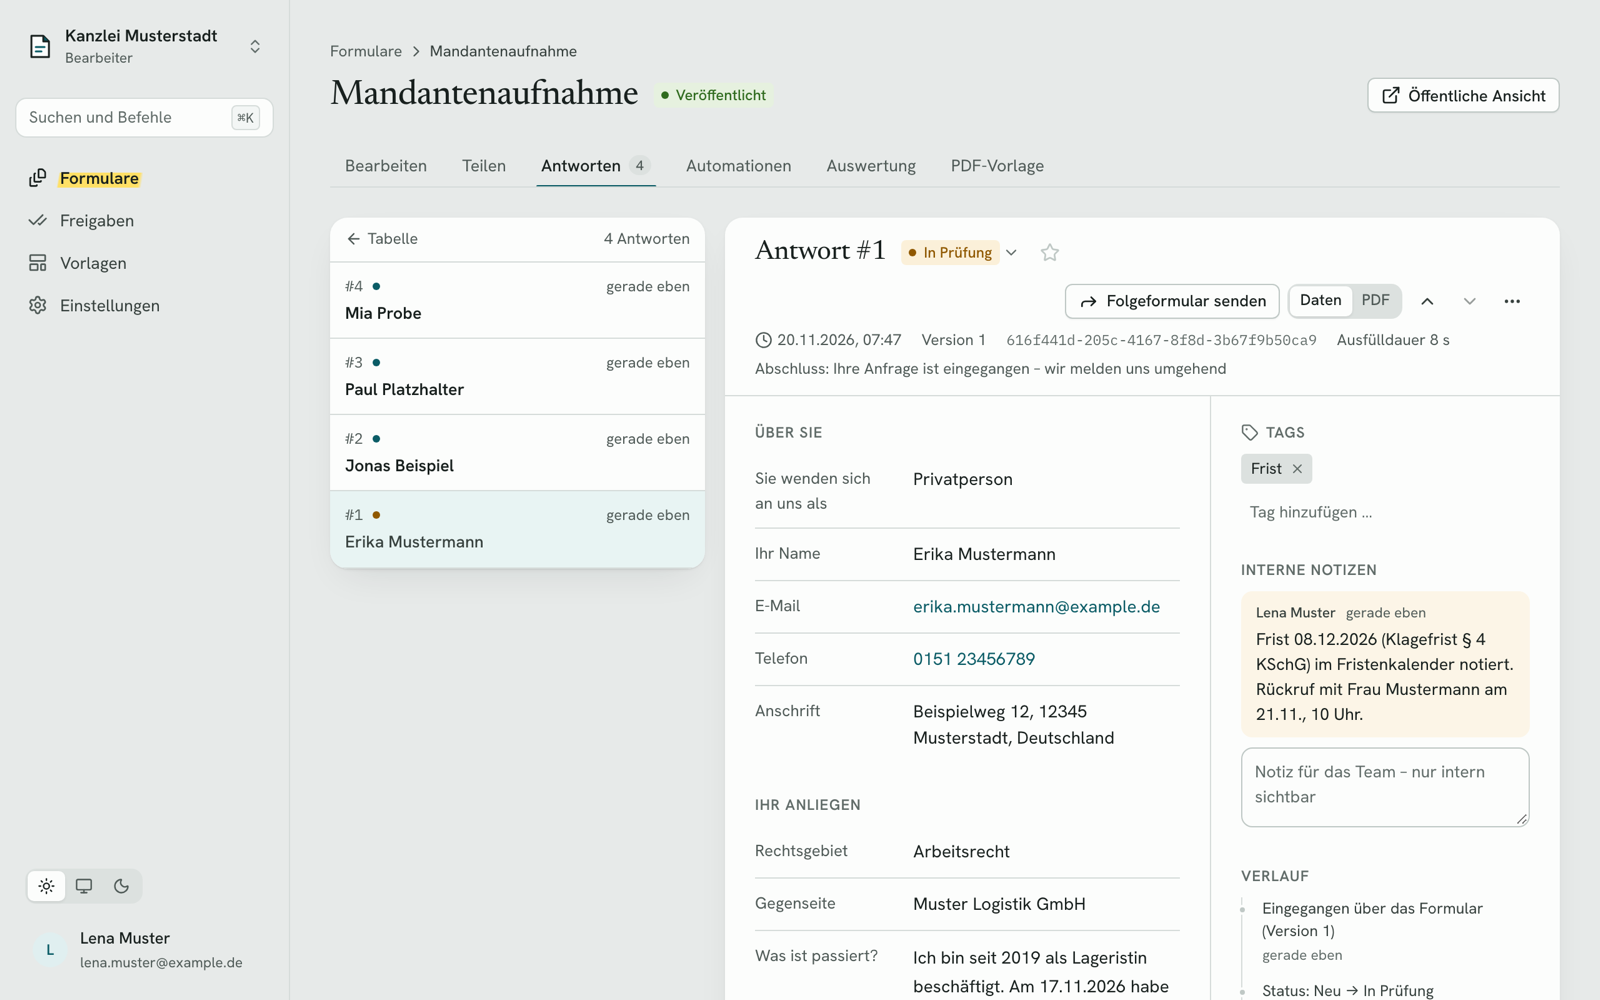 Kanzlei Musterstadt
Bearbeiter
Suchen und Befehle ⌘K
Formulare
Freigaben
Vorlagen
Einstellungen
Lena Muster
L
lena.muster@example.de
Formulare > Mandantenaufnahme
Mandantenaufnahme
Veröffentlicht
Öffentliche Ansicht
Bearbeiten Teilen Antworten 4 Automationen Auswertung PDF-Vorlage
← Tabelle 4 Antworten
#4 gerade eben
Mia Probe
#3 gerade eben
Paul Platzhalter
#2 gerade eben
Jonas Beispiel
#1 gerade eben
Erika Mustermann
Antwort #1 In Prüfung
Folgeformular senden Daten PDF
20.11.2026, 07:47 Version 1 616f441d-205c-4167-8f8d-3b67f9b50ca9 Ausfülldauer 8 s
Abschluss: Ihre Anfrage ist eingegangen – wir melden uns umgehend
ÜBER SIE
Sie wenden sich an uns als
Privatperson
Ihr Name Erika Mustermann
E-Mail erika.mustermann@example.de
Telefon 0151 23456789
Anschrift Beispielweg 12, 12345
Musterstadt, Deutschland
IHR ANLIEGEN
Rechtsgebiet Arbeitsrecht
Gegenseite Muster Logistik GmbH
Was ist passiert? Ich bin seit 2019 als Lageristin
beschäftigt. Am 17.11.2026 habe
TAGS
Frist ×
Tag hinzufügen ...
INTERNE NOTIZEN
Lena Muster gerade eben
Frist 08.12.2026 (Klagefrist § 4
KSchG) im Fristenkalender notiert.
Rückruf mit Frau Mustermann am
21.11., 10 Uhr.
Notiz für das Team – nur intern
sichtbar
VERLAUF
Eingegangen über das Formular
(Version 1)
gerade eben
Status: Neu → In Prüfung